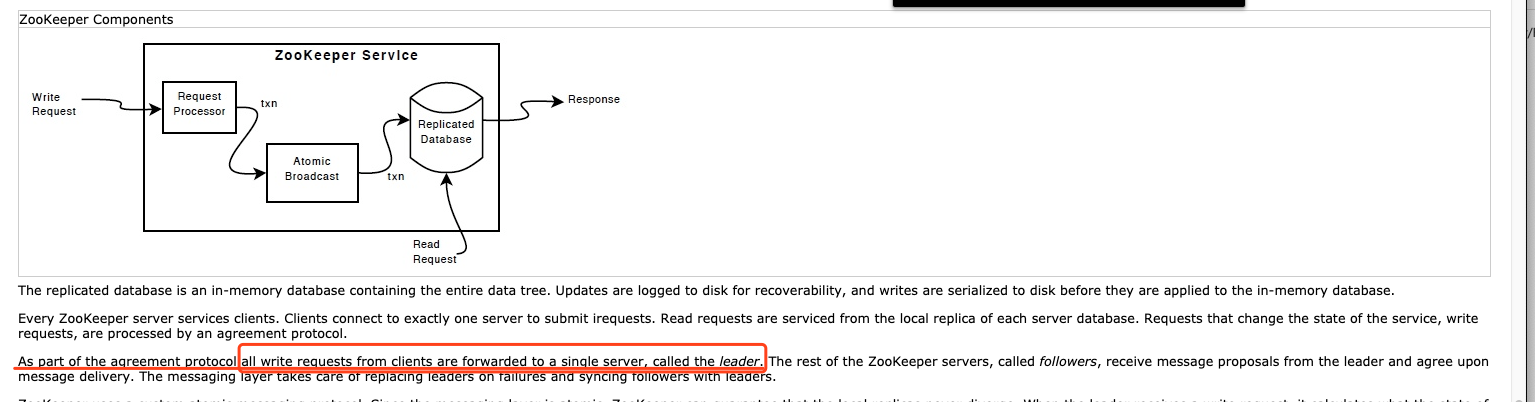 ZooKeeper Components
ZooKeeper Service
Write
Request
Request
Processor
txn
Atomic
Broadcast
txn
Replicated
Database
Response
Read
Request
The replicated database is an in-memory database containing the entire data tree. Updates are logged to disk for recoverability, and writes are serialized to disk before they are applied to the in-memory database.
Every ZooKeeper server services clients. Clients connect to exactly one server to submit irequests. Read requests are serviced from the local replica of each server database. Requests that change the state of the service, write
requests, are processed by an agreement protocol.
As part of the agreement protocol all write requests from clients are forwarded to a single server, called the leader. The rest of the ZooKeeper servers, called followers, receive message proposals from the leader and agree upon
message delivery. The messaging layer takes care of replacing leaders on failures and syncing followers with leaders.